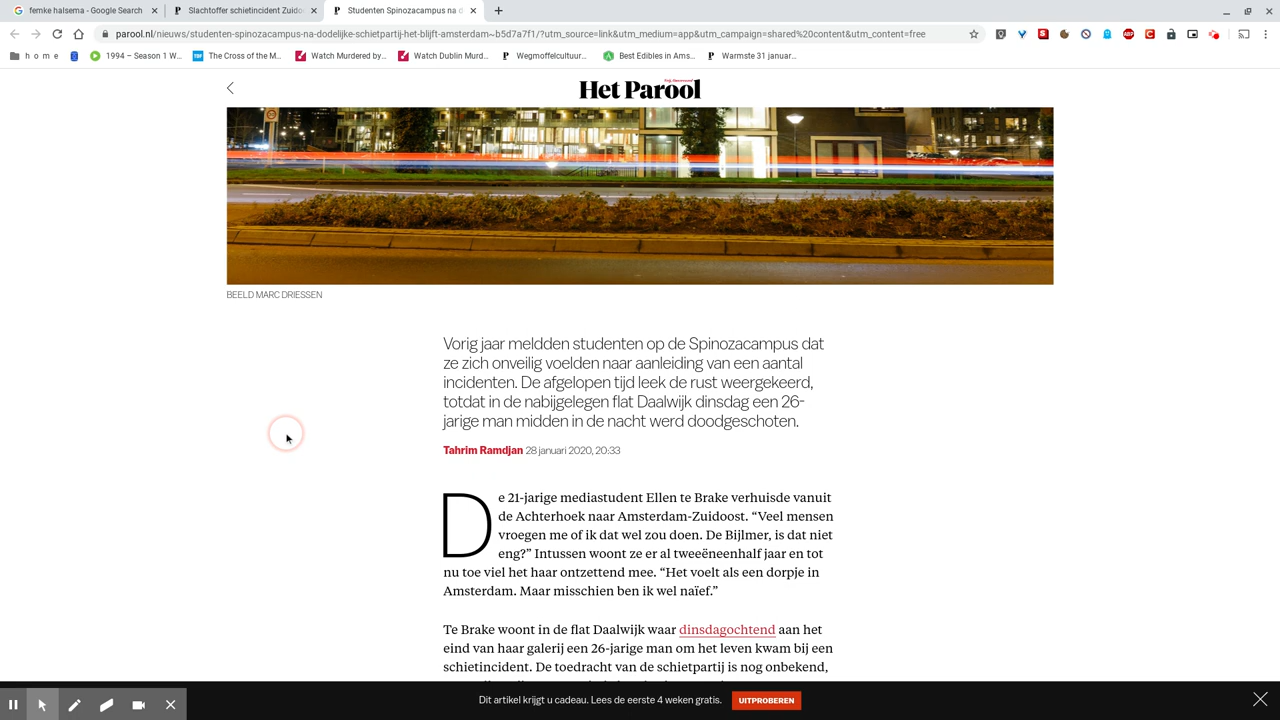 femke halsema - Google Search
Slachtoffer schietincident Zuido
Studenten Spinozacampus na d
parool.nl/nieuws/studenten-spinozacampus-na-dodelijke-schietpartij-het-blijft-amsterdam~b5d7a7f1/?utm_source=link&utm_medium=app&utm_campaign=shared%20content&utm_content=free
h o m e
1994 – Season 1 W...
The Cross of the M...
Watch Murdered by...
Watch Dublin Murd...
Wegmoffelcultuur...
Best Edibles in Ams...
Warmste 31 januar...
Het Parool
BEELD MARC DRIESSEN
Vorig jaar meldden studenten op de Spinozacampus dat
ze zich onveilig voelden naar aanleiding van een aantal
incidenten. De afgelopen tijd leek de rust weergekeerd,
totdat in de nabijgelegen flat Daalwijk dinsdag een 26-
jarige man midden in de nacht werd doodgeschoten.
Tahrim Ramdjan 28 januari 2020, 20:33
De 21-jarige mediastudent Ellen te Brake verhuisde vanuit
de Achterhoek naar Amsterdam-Zuidoost. “Veel mensen
vroegen me of ik dat wel zou doen. De Bijlmer, is dat niet
eng?” Intussen woont ze er al tweeëneenhalf jaar en tot
nu toe viel het haar ontzettend mee. “Het voelt als een dorpje in
Amsterdam. Maar misschien ben ik wel naïef.”
Te Brake woont in de flat Daalwijk waar dinsdagochtend aan het
eind van haar galerij een 26-jarige man om het leven kwam bij een
schietincident. De toedracht van de schietpartij is nog onbekend,
Dit artikel krijgt u cadeau. Lees de eerste 4 weken gratis.
UITPROBEREN